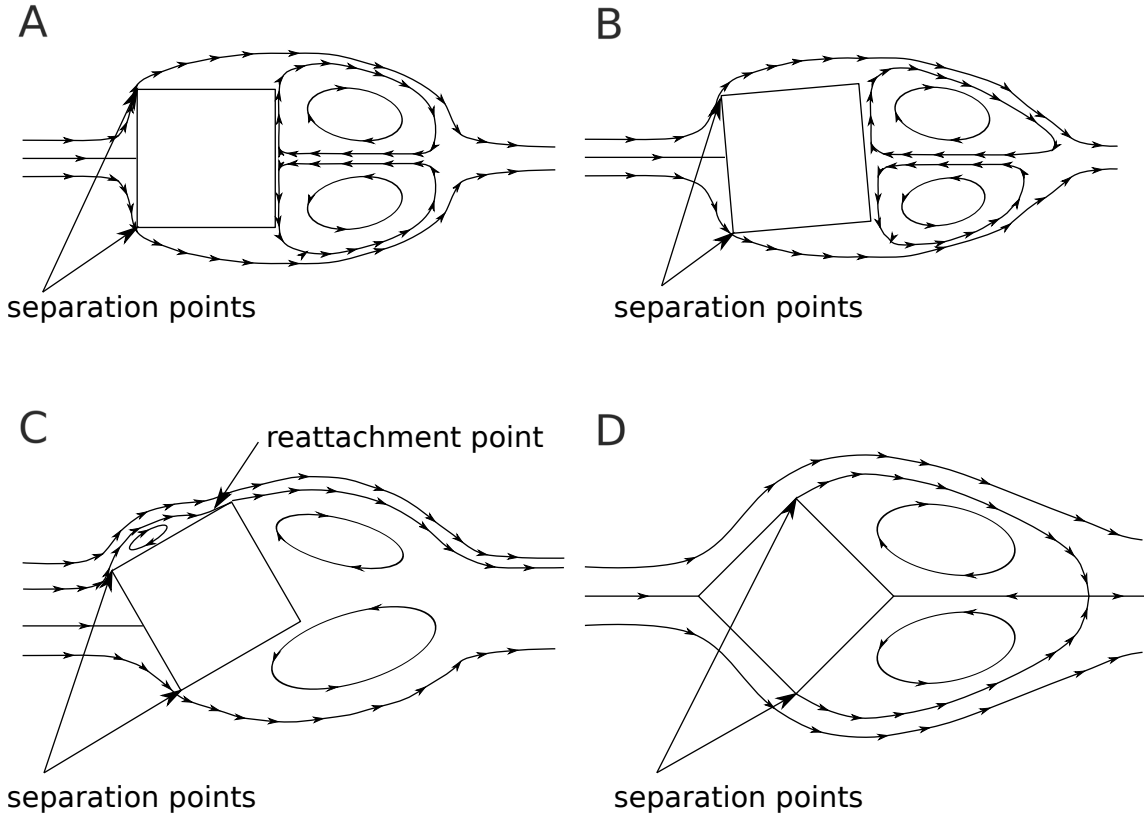 A
B
separation points
separation points
C
reattachment point
D
separation points
separation points